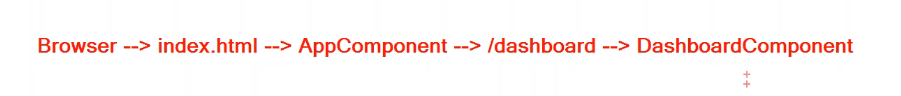 Browser --> index.html --> AppComponent --> /dashboard --> DashboardComponent